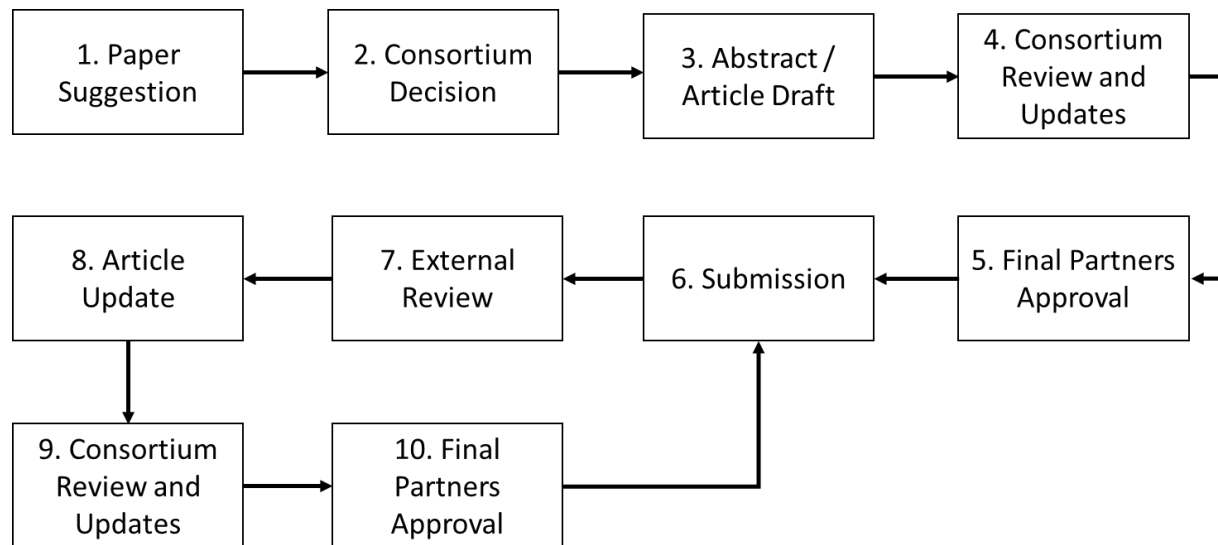 1. Paper
Suggestion
2. Consortium
Decision
3. Abstract /
Article Draft
4. Consortium
Review and
Updates
5. Final Partners
Approval
6. Submission
7. External
Review
8. Article
Update
9. Consortium
Review and
Updates
10. Final
Partners
Approval